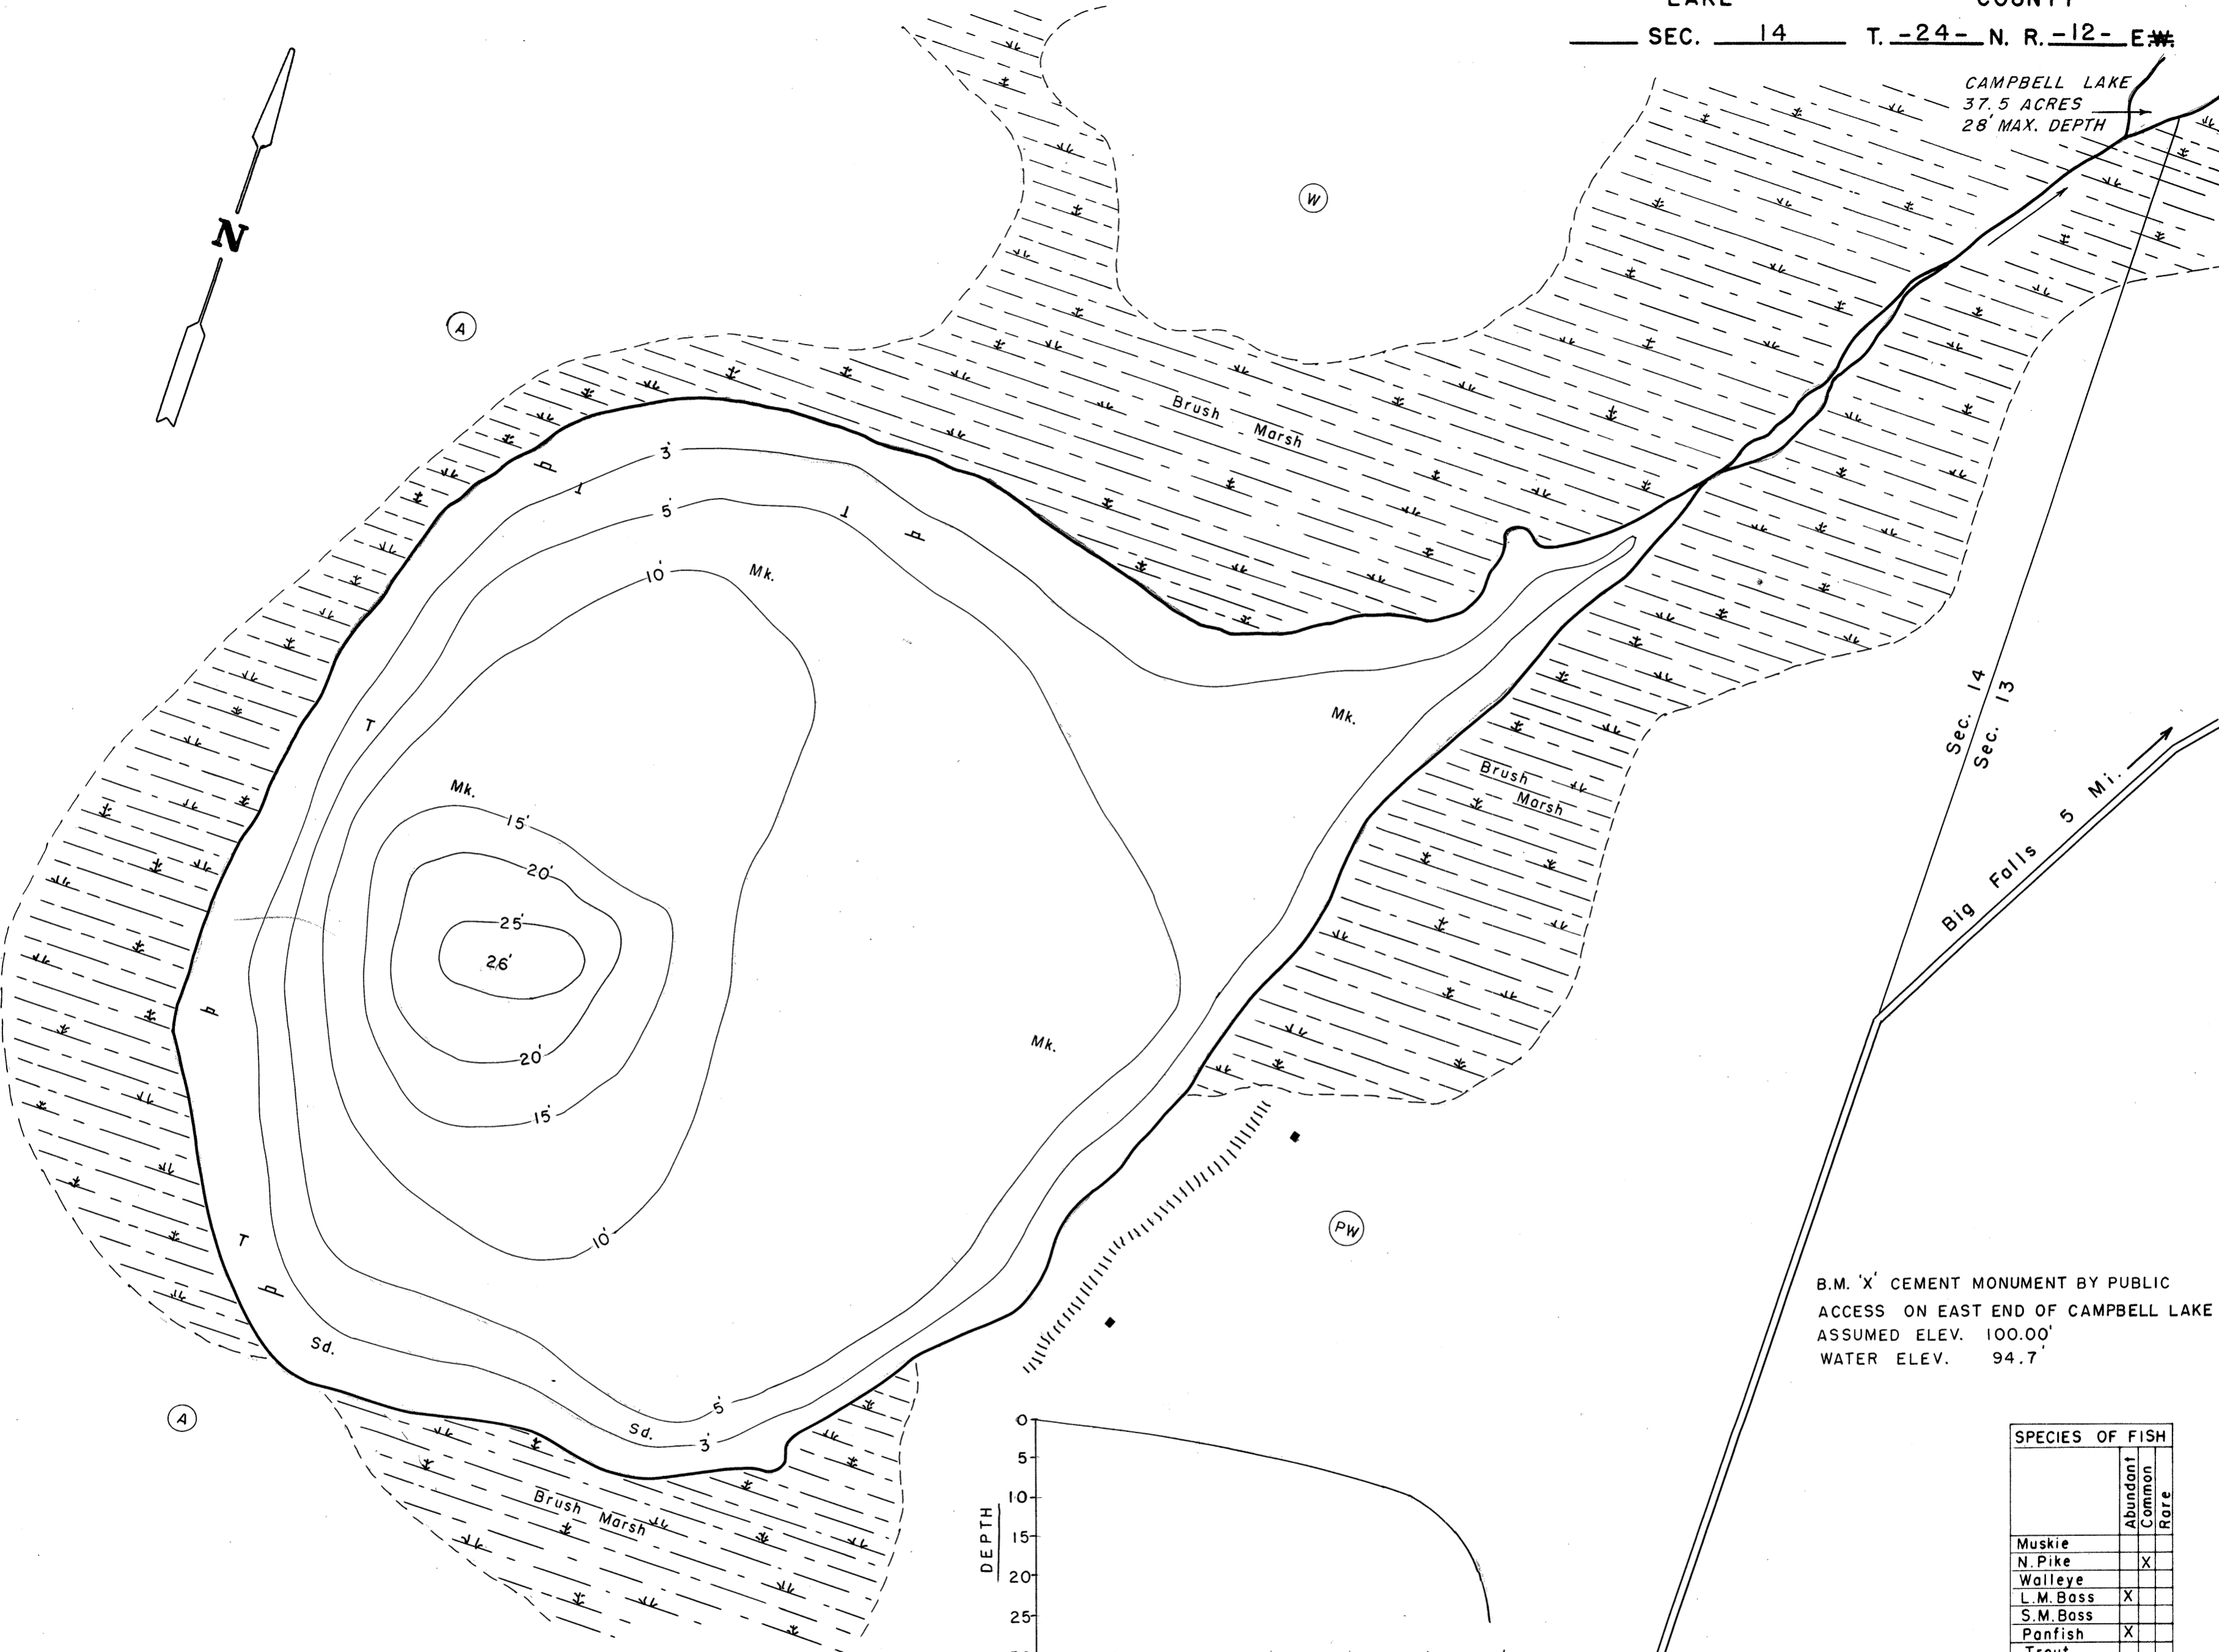 LAKE COUNTY
SEC. 14 T. -24- N. R. -12- E.W.
CAMPBELL LAKE
37.5 ACRES
28' MAX. DEPTH
N
W
A
Brush
Marsh
3'
5'
10'
Mk.
Mk.
T
Mk.
15'
20'
25'
26'
20'
15'
10'
Mk.
T
Sd.
Sd.
5'
3'
Brush
Marsh
Sec. 14
Sec. 13
Big Falls 5 Mi.
PW
A
Brush
Marsh
B.M. 'X' CEMENT MONUMENT BY PUBLIC
ACCESS ON EAST END OF CAMPBELL LAKE
ASSUMED ELEV. 100.00'
WATER ELEV. 94.7'
DEPTH
0
5
10
15
20
25
SPECIES OF FISH
Abundant
Common
Rare
Muskie
N. Pike X
Walleye
L.M. Bass X
S.M. Bass
Panfish X
Trout